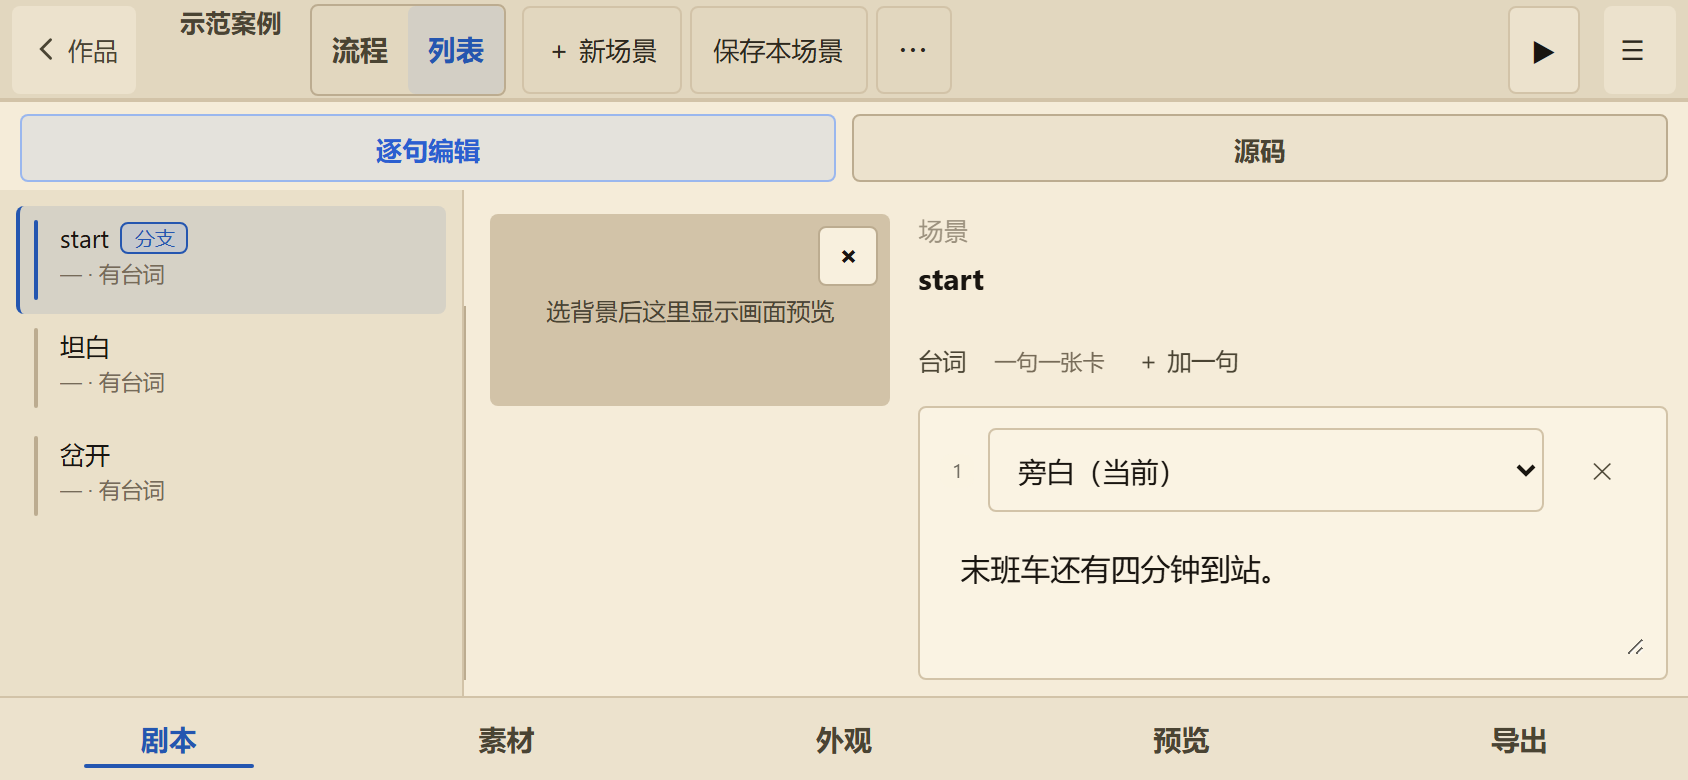 作品
示范案例
流程
列表
+ 新场景
保存本场景
···
逐句编辑
源码
start 分支
— · 有台词
坦白
— · 有台词
岔开
— · 有台词
选背景后这里显示画面预览
场景
start
台词 一句一张卡 + 加一句
1 旁白（当前）
末班车还有四分钟到站。
剧本
素材
外观
预览
导出